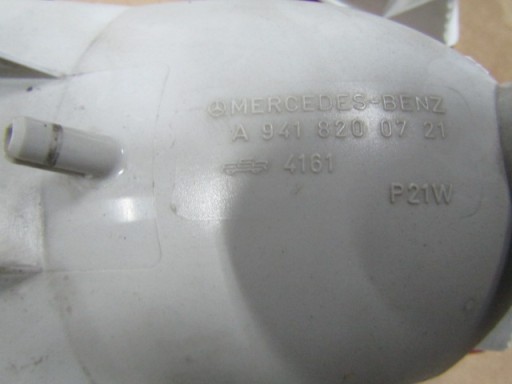 MERCEDES-BENZ
A 941 820 07 21
4161
P21W